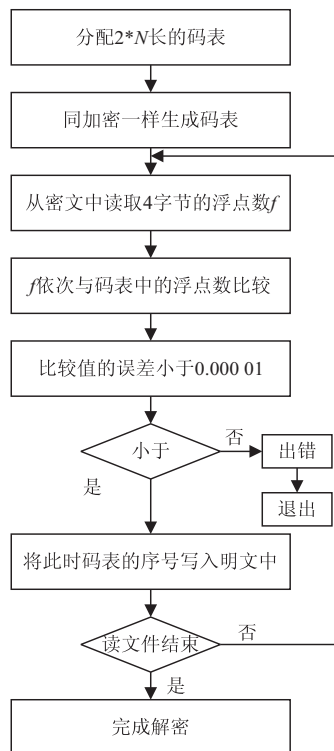 分配2*N长的码表
同加密一样生成码表
从密文中读取4字节的浮点数f
f依次与码表中的浮点数比较
比较值的误差小于0.000 01
小于
否
出错
是
退出
将此时码表的序号写入明文中
读文件结束
否
是
完成解密